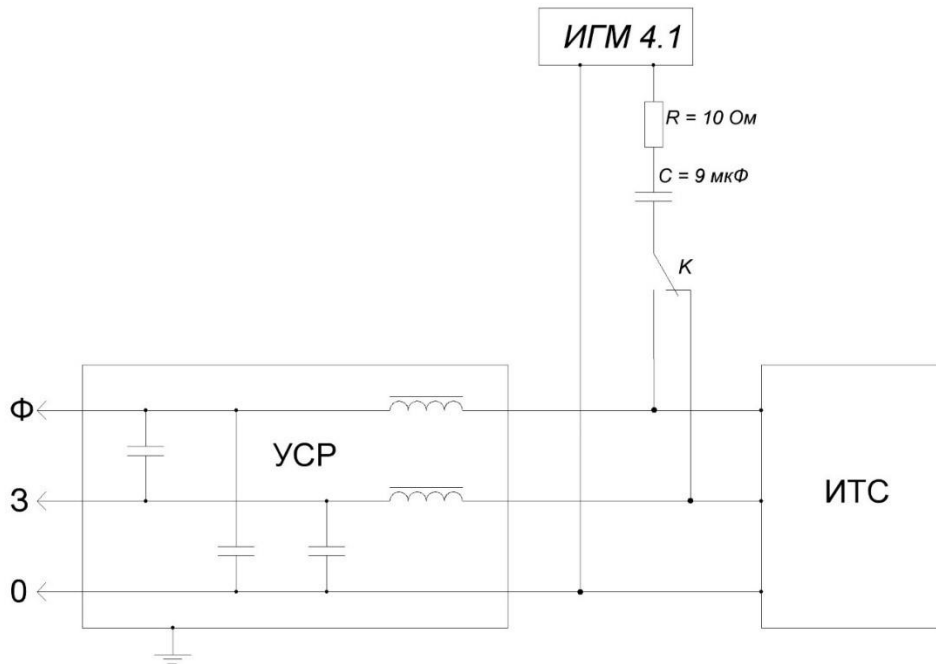 ИГМ 4.1
R = 10 Ом
C = 9 мкФ
К
Ф
УСР
З
ИТС
0